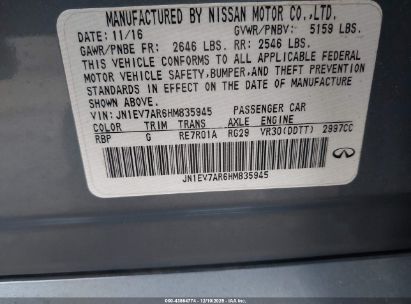 MANUFACTURED BY NISSAN MOTOR CO.,LTD.
DATE: 11/16 GVWR/PNBV: 5159 LBS.
GAWR/PNBE FR: 2646 LBS. RR: 2546 LBS.
THIS VEHICLE CONFORMS TO ALL APPLICABLE FEDERAL
MOTOR VEHICLE SAFETY, BUMPER, AND THEFT PREVENTION
STANDARDS IN EFFECT ON THE DATE OF MANUFACTURE
SHOWN ABOVE.
VIN: JN1EV7AR6HM835945 PASSENGER CAR
COLOR TRIM TRANS AXLE ENGINE
RBP G RE7R01A RG29 VR30(DDTT) 2997CC
JN1EV7AR6HM835945
INFINITI